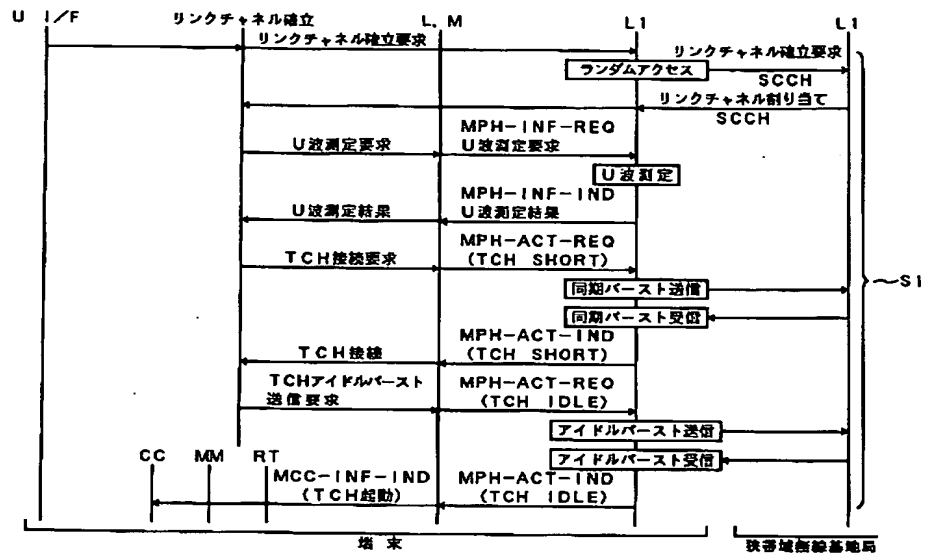 U I/F
リンクチャネル確立
L, M
L1
L1
リンクチャネル確立要求
リンクチャネル確立要求
ランダムアクセス
SCCH
リンクチャネル割り当て
SCCH
MPH-INF-REQ
U波測定要求
U波測定要求
U波測定
MPH-INF-IND
U波測定結果
U波測定結果
MPH-ACT-REQ
TCH接続要求
(TCH SHORT)
同期バースト送信
S1
同期バースト受信
MPH-ACT-IND
TCH接続
(TCH SHORT)
TCHアイドルバースト
送信要求
MPH-ACT-REQ
(TCH IDLE)
アイドルバースト送信
アイドルバースト受信
CC
MM
RT
MCC-INF-IND
(TCH起動)
MPH-ACT-IND
(TCH IDLE)
端末
狭帯域無線基地局